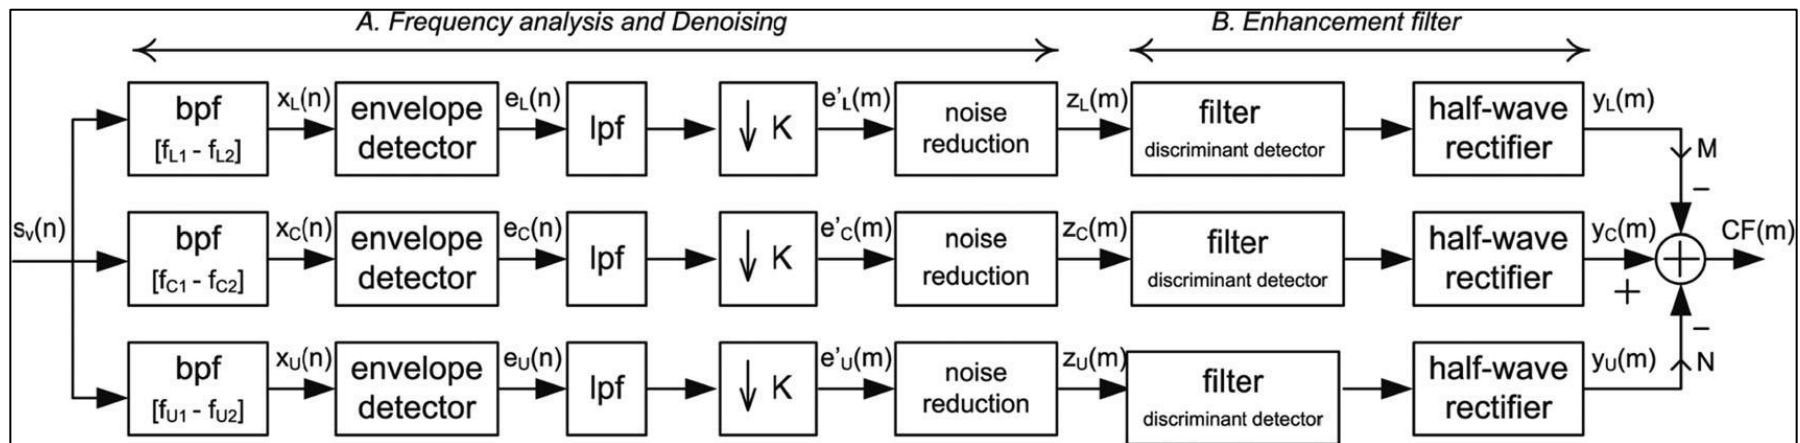 A. Frequency analysis and Denoising
B. Enhancement filter
bpf
[fL1 - fL2]
xL(n)
envelope
detector
eL(n)
lpf
↓ K
e'L(m)
noise
reduction
zL(m)
filter
discriminant detector
half-wave
rectifier
yL(m)
M
−
sv(n)
bpf
[fC1 - fC2]
xC(n)
envelope
detector
eC(n)
lpf
↓ K
e'C(m)
noise
reduction
zC(m)
filter
discriminant detector
half-wave
rectifier
yC(m)
+
+
CF(m)
bpf
[fU1 - fU2]
xU(n)
envelope
detector
eU(n)
lpf
↓ K
e'U(m)
noise
reduction
zU(m)
filter
discriminant detector
half-wave
rectifier
yU(m)
−
N